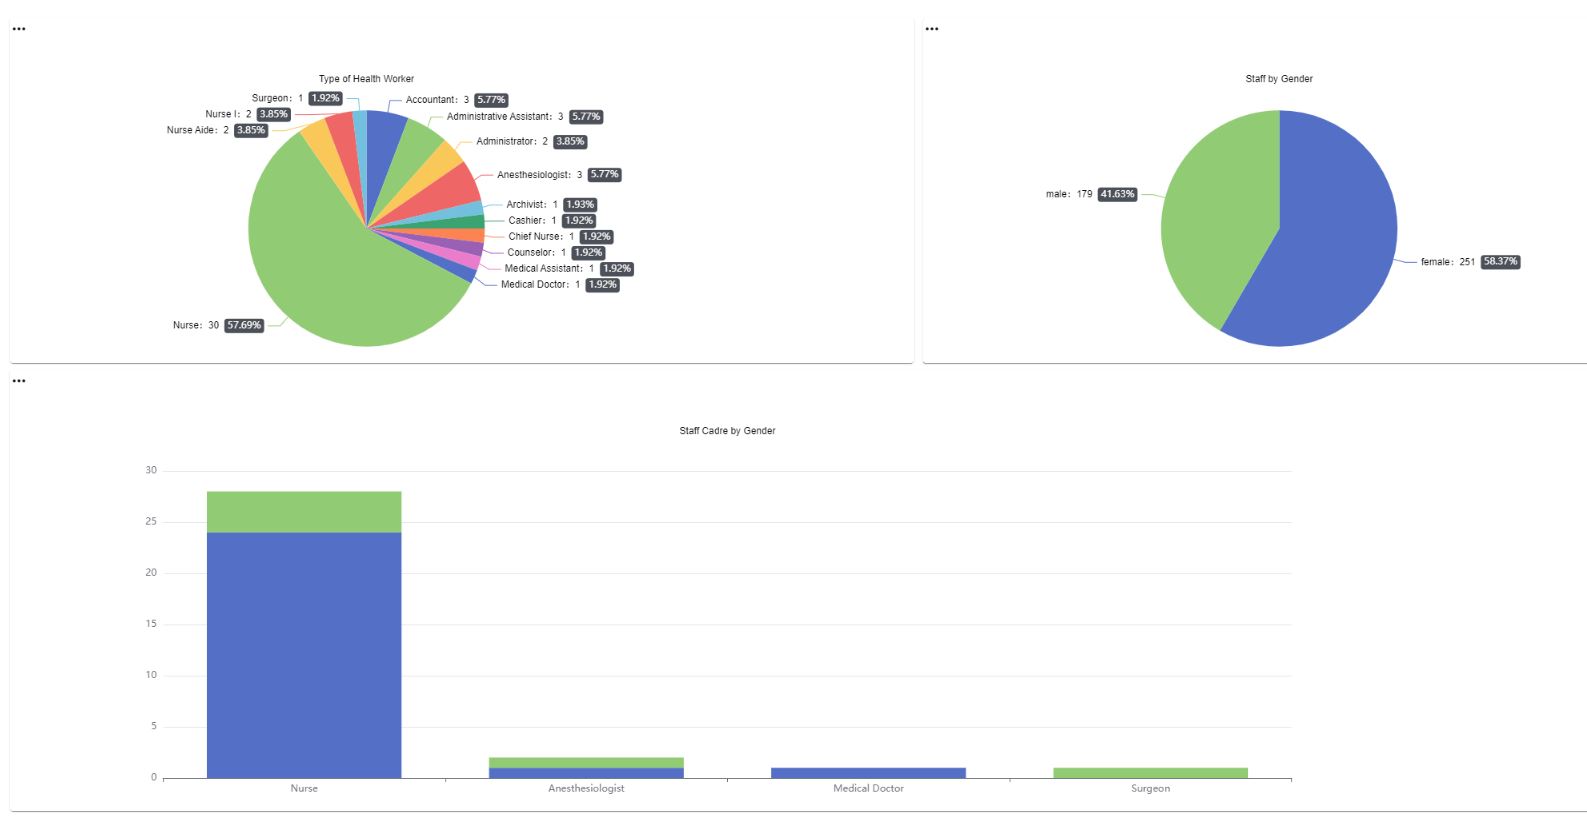 •••
Type of Health Worker
Surgeon: 1 1.92%
Nurse I: 2 3.85%
Nurse Aide: 2 3.85%
Accountant: 3 5.77%
Administrative Assistant: 3 5.77%
Administrator: 2 3.85%
Anesthesiologist: 3 5.77%
Archivist: 1 1.93%
Cashier: 1 1.92%
Chief Nurse: 1 1.92%
Counselor: 1 1.92%
Medical Assistant: 1 1.92%
Medical Doctor: 1 1.92%
Nurse: 30 57.69%
•••
Staff by Gender
male: 179 41.63%
female: 251 58.37%
•••
Staff Cadre by Gender
30
25
20
15
10
5
0
Nurse Anesthesiologist Medical Doctor Surgeon